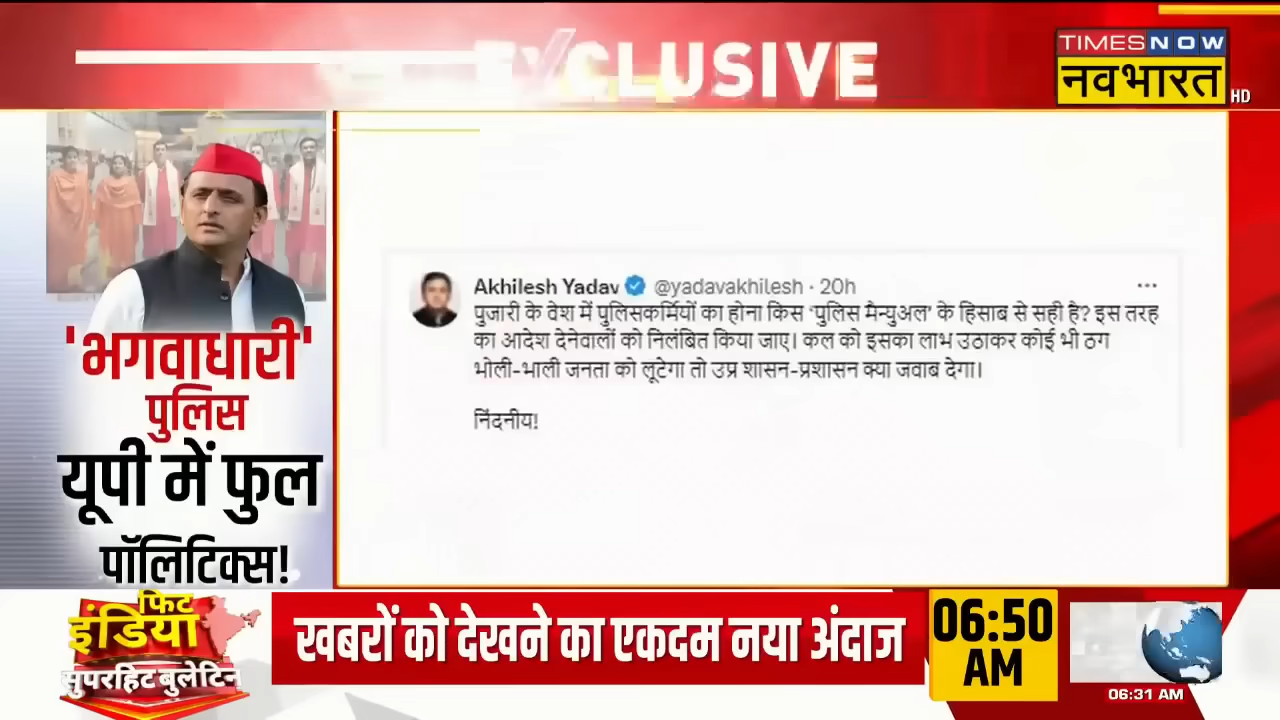 EXCLUSIVE
TIMES NOW
नवभारत
HD
Akhilesh Yadav @yadavakhilesh · 20h
पुजारी के वेश में पुलिसकर्मियों का होना किस 'पुलिस मैन्युअल' के हिसाब से सही है? इस तरह
का आदेश देनेवालों को निलंबित किया जाए। कल को इसका लाभ उठाकर कोई भी ठग
भोली-भाली जनता को लूटेगा तो उप्र शासन-प्रशासन क्या जवाब देगा।
निंदनीय!
'भगवाधारी'
पुलिस
यूपी में फुल
पॉलिटिक्स!
फिट
इंडिया
सुपरहिट बुलेटिन
खबरों को देखने का एकदम नया अंदाज
06:50
AM
06:31 AM